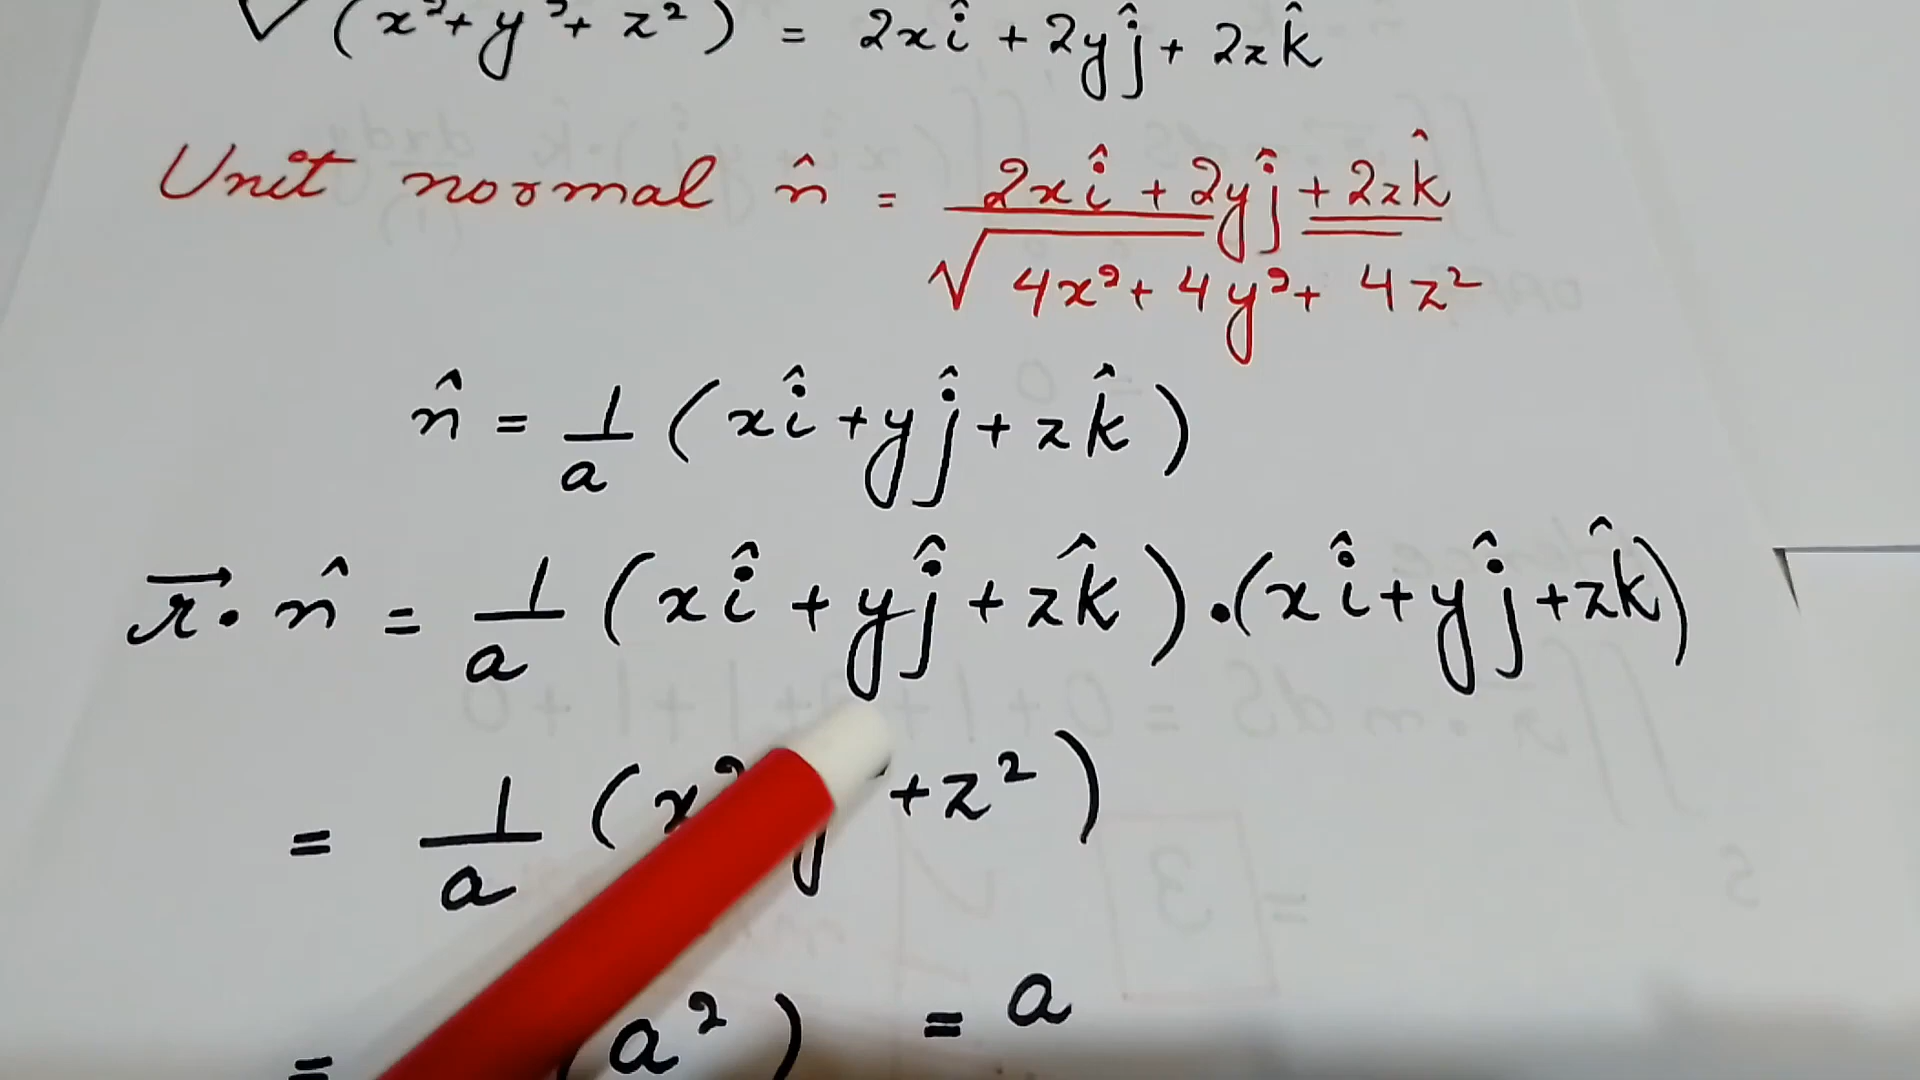 ∇ (x² + y² + z²) = 2xî + 2yĵ + 2zk̂
Unit normal n̂ = (2xî + 2yĵ + 2zk̂) / √(4x² + 4y² + 4z²)
n̂ = 1/a (xî + yĵ + zk̂)
r⃗ · n̂ = 1/a (xî + yĵ + zk̂) · (xî + yĵ + zk̂)
= 1/a (x² y + z²)
= (a²) = a